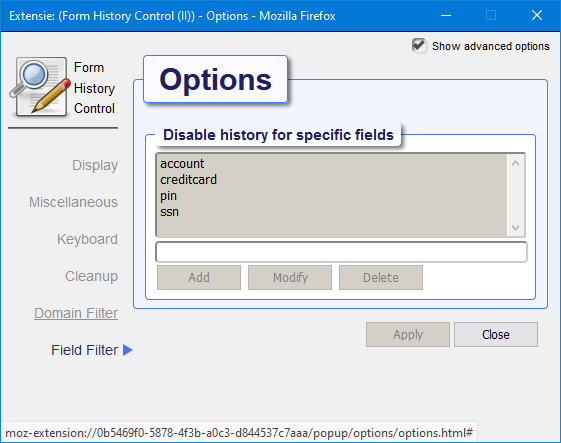 Extensie: (Form History Control (II)) - Options - Mozilla Firefox
Show advanced options
Form
History
Control
Options
Disable history for specific fields
account
creditcard
pin
ssn
Add Modify Delete
Display
Miscellaneous
Keyboard
Cleanup
Domain Filter
Field Filter
Apply Close
moz-extension://0b5469f0-5878-4f3b-a0c3-d844537c7aaa/popup/options/options.html#